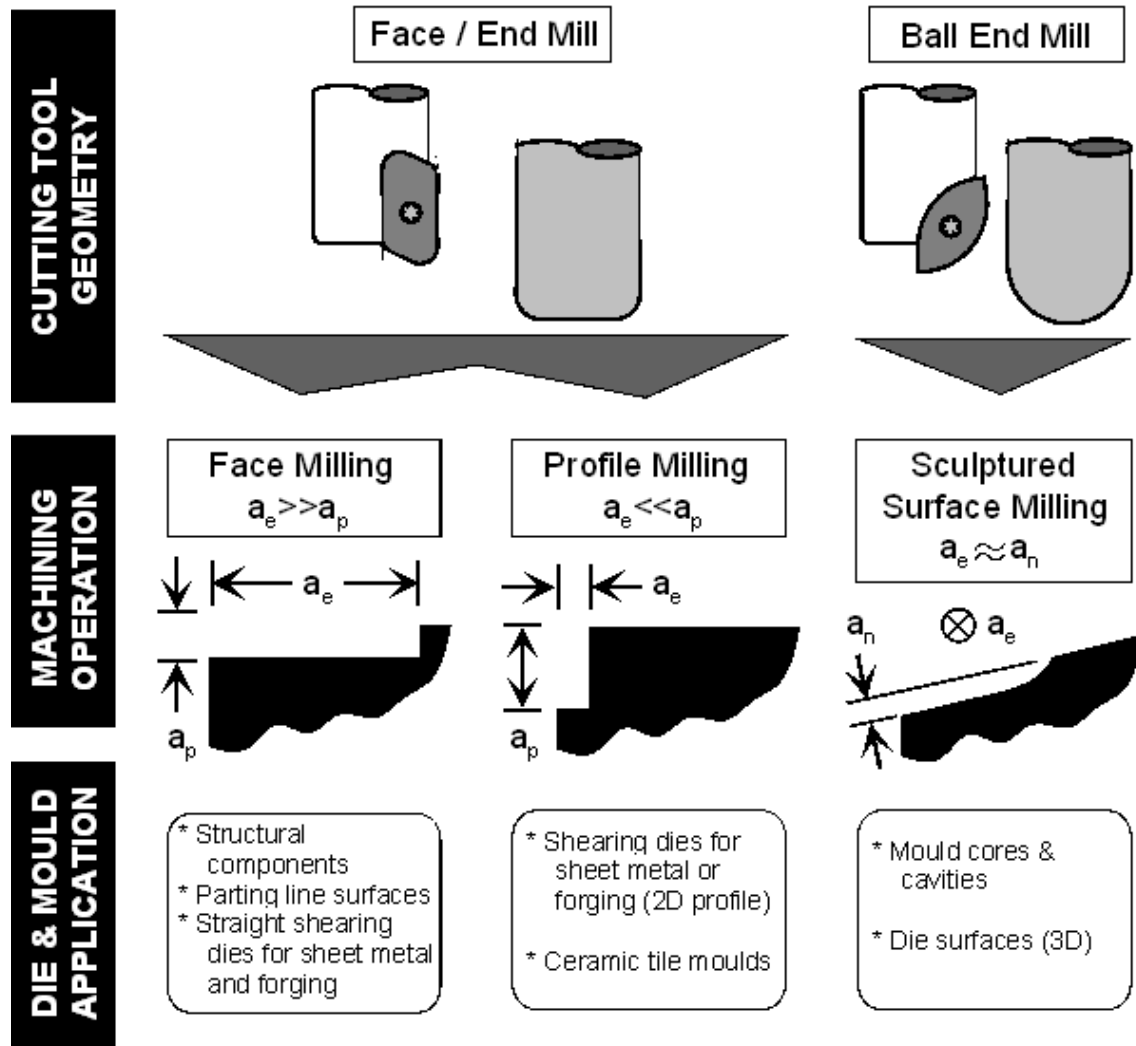 CUTTING TOOL
GEOMETRY
Face / End Mill
Ball End Mill
MACHINING
OPERATION
Face Milling
aₑ>>aₚ
Profile Milling
aₑ<<aₚ
Sculptured
Surface Milling
aₑ≈aₙ
aₑ
aₚ
aₑ
aₚ
aₙ
aₑ
DIE & MOULD
APPLICATION
* Structural
components
* Parting line surfaces
* Straight shearing
dies for sheet metal
and forging
* Shearing dies for
sheet metal or
forging (2D profile)
* Ceramic tile moulds
* Mould cores &
cavities
* Die surfaces (3D)